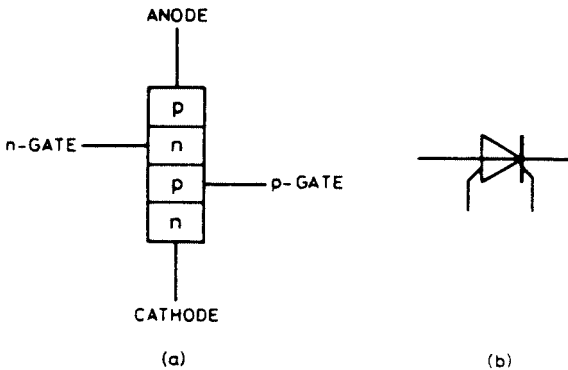 ANODE
p
n-GATE
n
p
p-GATE
n
CATHODE
(a)
(b)